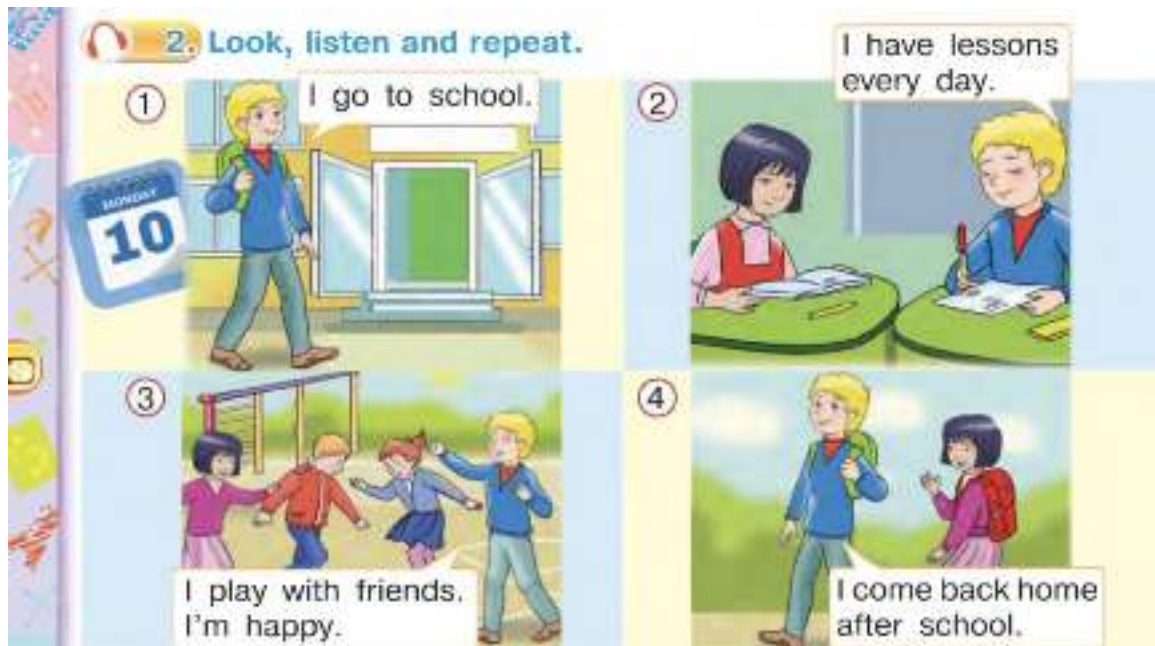 2. Look, listen and repeat.
1
I go to school.
MONDAY
10
2
I have lessons
every day.
3
I play with friends.
I'm happy.
4
I come back home
after school.